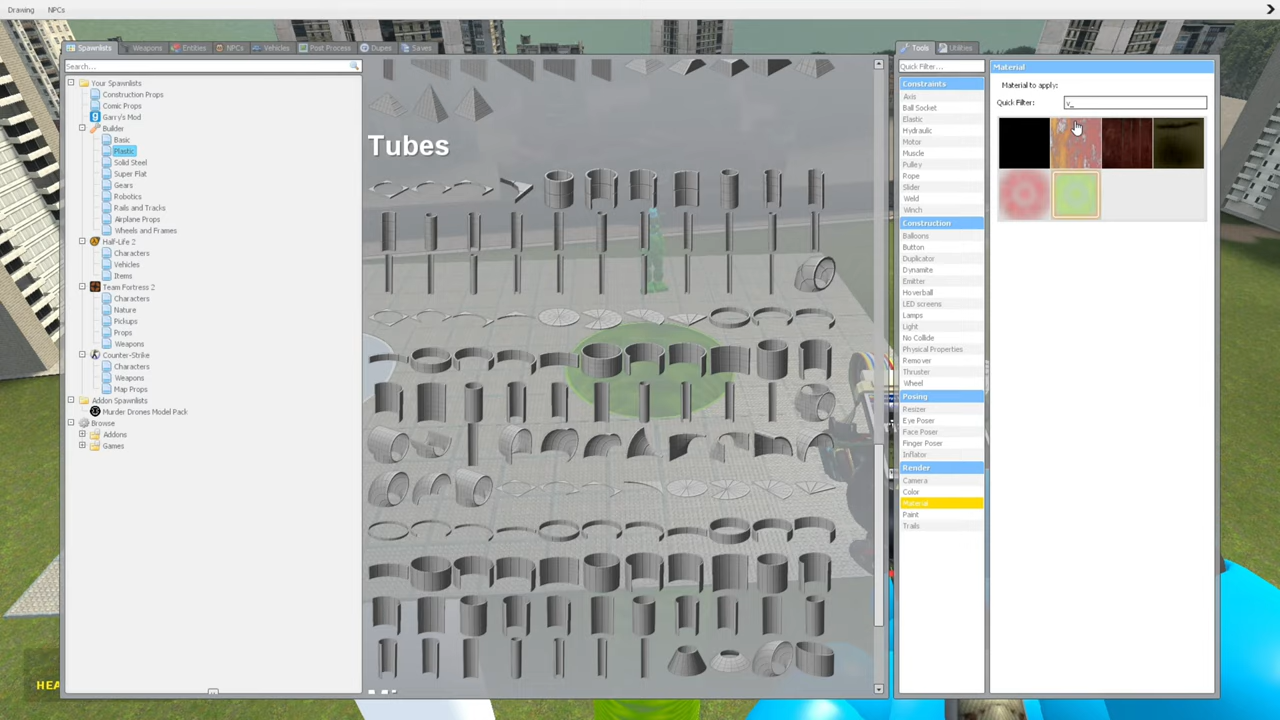 Drawing NPCs
Spawnlists Weapons Entities NPCs Vehicles Post Process Dupes Saves
Search...
Your Spawnlists
Construction Props
Comic Props
Garry's Mod
Builder
Basic
Plastic
Solid Steel
Super Flat
Gears
Robotics
Rails and Tracks
Airplane Props
Wheels and Frames
Half-Life 2
Characters
Vehicles
Items
Team Fortress 2
Characters
Nature
Pickups
Props
Weapons
Counter-Strike
Characters
Weapons
Map Props
Addon Spawnlists
Murder Drones Model Pack
Browse
Addons
Games
Tubes
Tools Utilities
Quick Filter...
Constraints
Axis
Ball Socket
Elastic
Hydraulic
Motor
Muscle
Pulley
Rope
Slider
Weld
Winch
Construction
Balloons
Button
Duplicator
Dynamite
Emitter
Hoverball
LED screens
Lamps
Light
No Collide
Physical Properties
Remover
Thruster
Wheel
Posing
Resizer
Eye Poser
Face Poser
Finger Poser
Inflator
Render
Camera
Color
Material
Paint
Trails
Material
Material to apply:
Quick Filter: v_
HEA